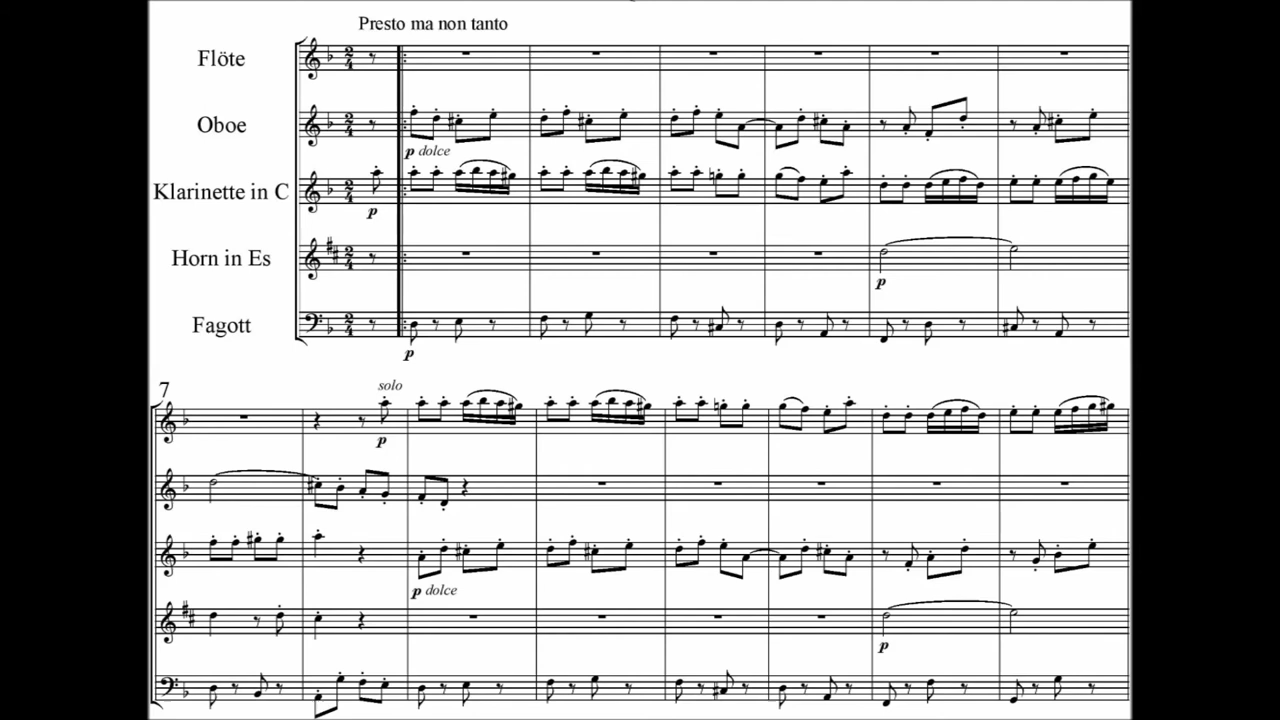 Presto ma non tanto
Flöte
Oboe
p dolce
Klarinette in C
p
Horn in Es
p
Fagott
p
7
solo
p
p dolce
p